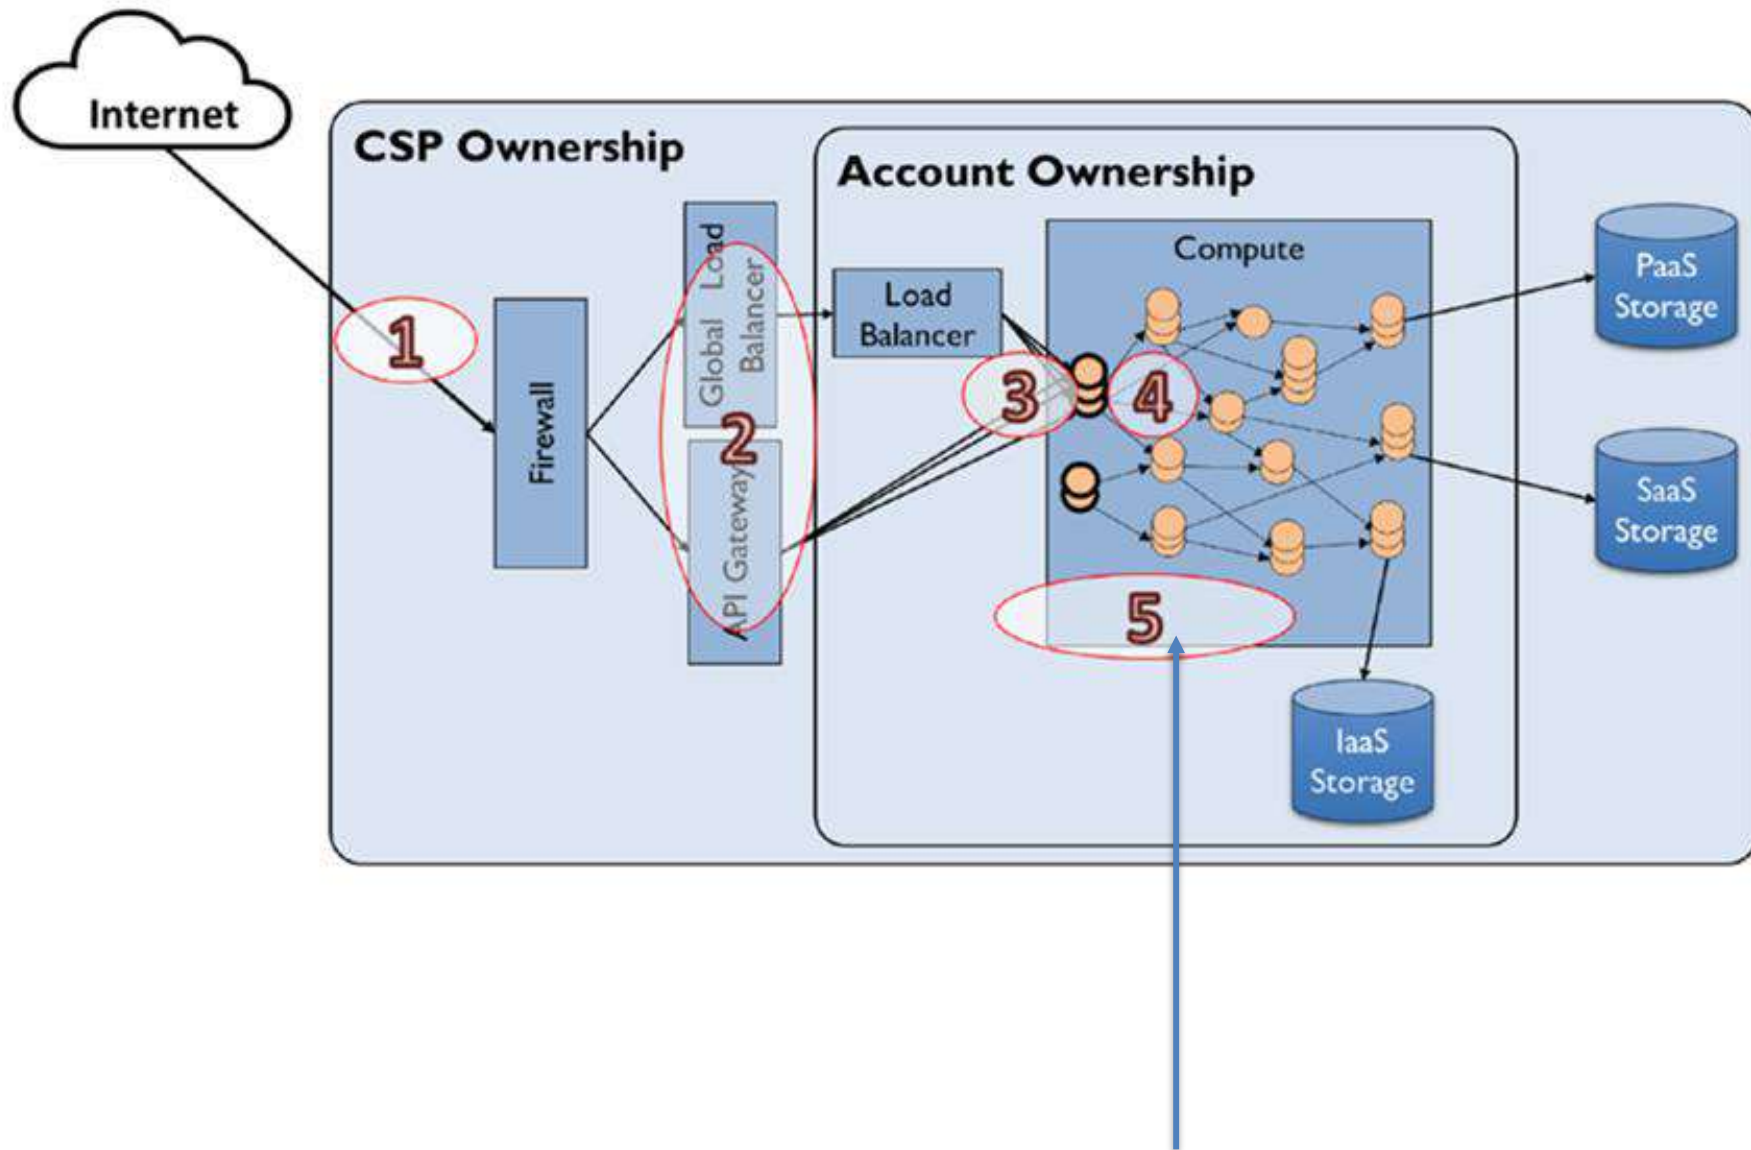 Internet
CSP Ownership
Account Ownership
1
Firewall
Global Load
Balancer
2
API Gateway
Load
Balancer
3
4
Compute
5
PaaS
Storage
SaaS
Storage
IaaS
Storage